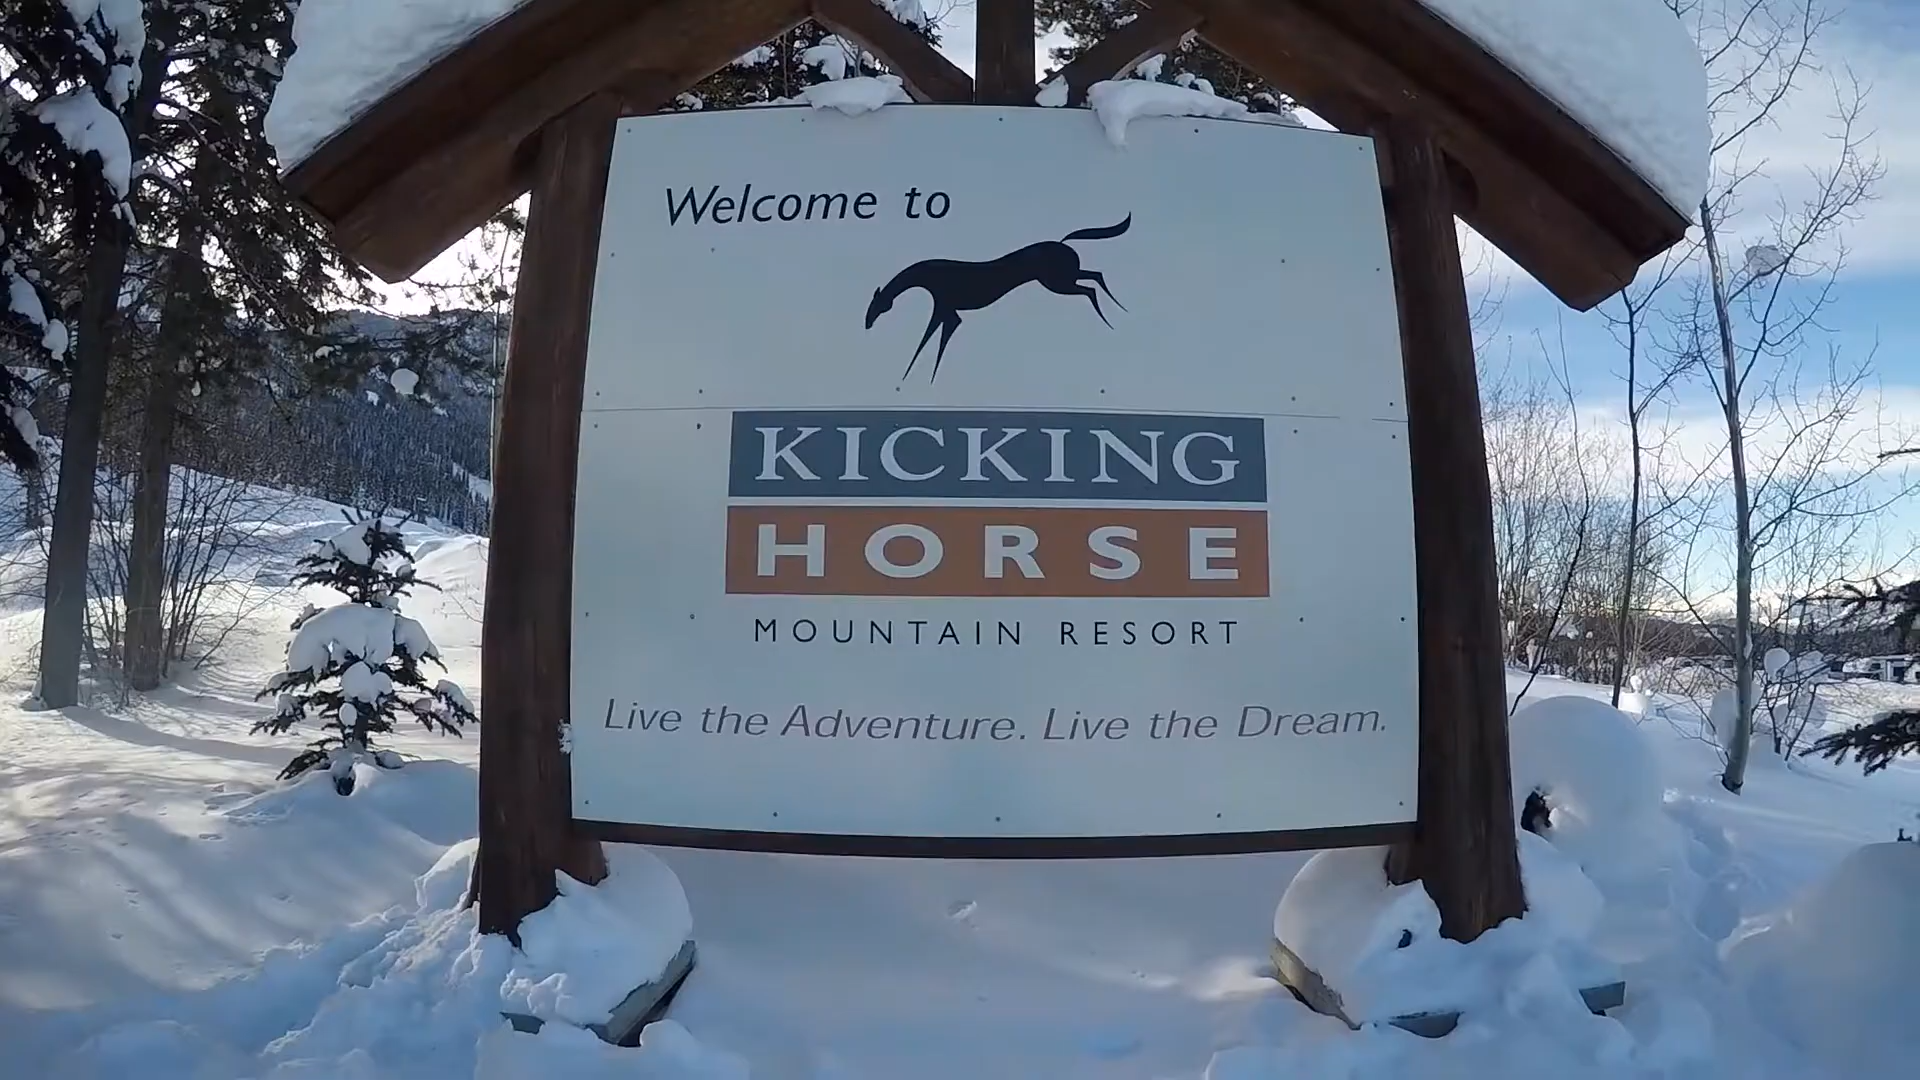 Welcome to
KICKING
HORSE
MOUNTAIN RESORT
Live the Adventure. Live the Dream.